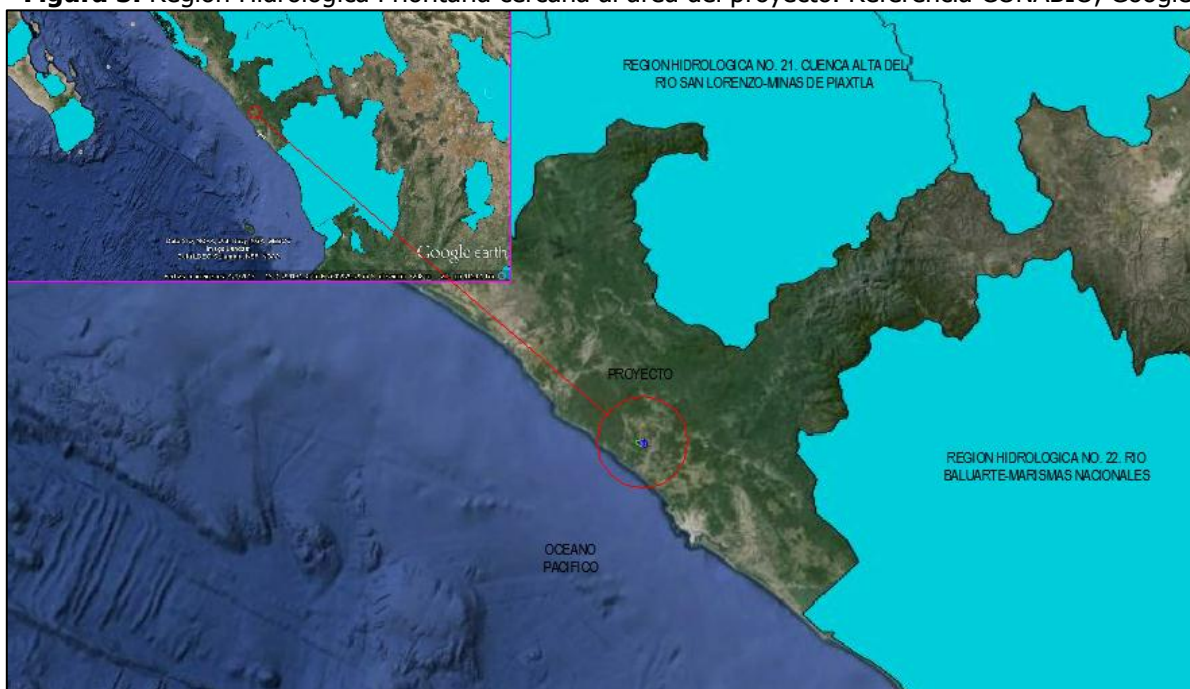 Región Hidrológica Prioritaria cercana al área del proyecto. Referencia CONABIO, Google
Google earth
REGION HIDROLOGICA NO. 21. CUENCA ALTA DEL
RIO SAN LORENZO-MINAS DE PIAXTLA
PROYECTO
REGION HIDROLOGICA NO. 22. RIO
BALUARTE-MARISMAS NACIONALES
OCEANO
PACIFICO